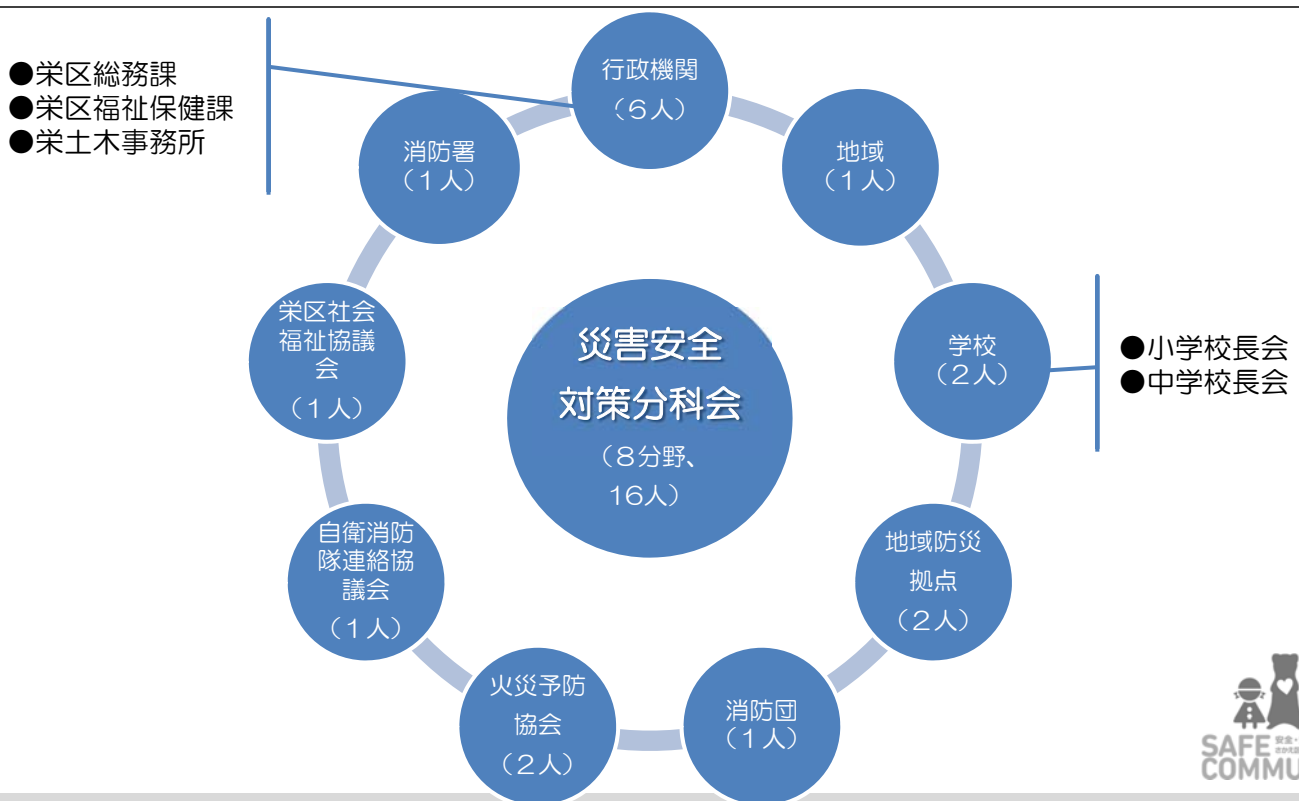 ●栄区総務課
●栄区福祉保健課
●栄土木事務所
行政機関
（6人）
地域
（1人）
学校
（2人）
●小学校長会
●中学校長会
地域防災
拠点
（2人）
消防団
（1人）
火災予防
協会
（2人）
自衛消防
隊連絡協
議会
（1人）
栄区社会
福祉協議
会
（1人）
消防署
（1人）
災害安全
対策分科会
（8分野、
16人）
SAFE
COMMU